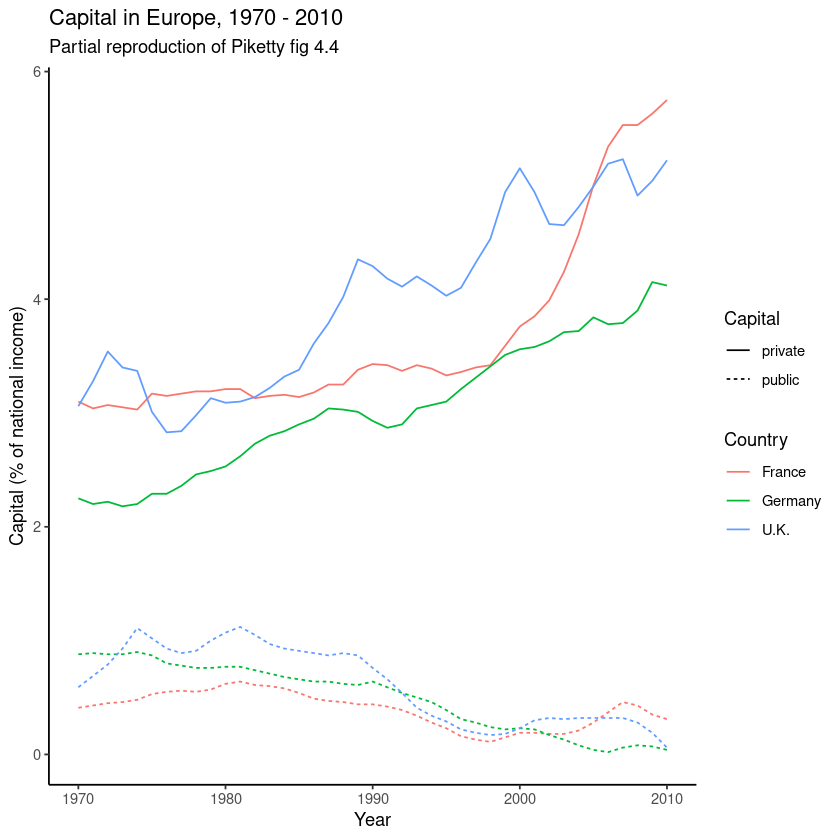 Capital in Europe, 1970 - 2010
Partial reproduction of Piketty fig 4.4
Capital (% of national income)
6
4
2
0
1970 1980 1990 2000 2010
Year
Capital
private
public
Country
France
Germany
U.K.